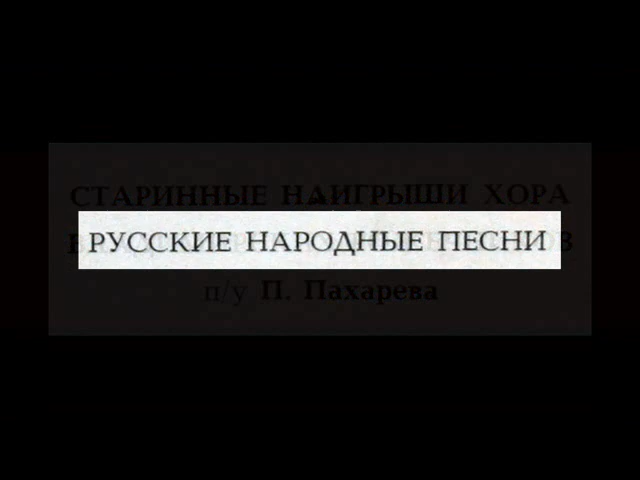 СТАРИННЫЕ НАИГРЫШИ ХОРА
РУССКИЕ НАРОДНЫЕ ПЕСНИ
п/у П. Пахарева